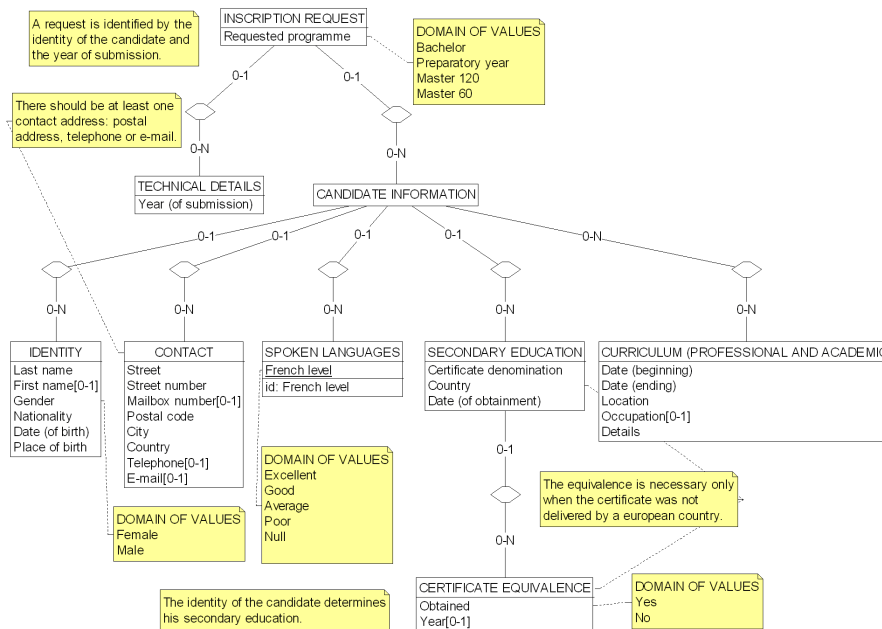 A request is identified by the
identity of the candidate and
the year of submission.
INSCRIPTION REQUEST
Requested programme
DOMAIN OF VALUES
Bachelor
Preparatory year
Master 120
Master 60
0-1
0-1
There should be at least one
contact address: postal
address, telephone or e-mail.
0-N
0-N
TECHNICAL DETAILS
Year (of submission)
CANDIDATE INFORMATION
0-1
0-1
0-1
0-1
0-N
0-N
0-N
0-N
0-N
0-N
IDENTITY
Last name
First name[0-1]
Gender
Nationality
Date (of birth)
Place of birth
CONTACT
Street
Street number
Mailbox number[0-1]
Postal code
City
Country
Telephone[0-1]
E-mail[0-1]
SPOKEN LANGUAGES
French level
id: French level
SECONDARY EDUCATION
Certificate denomination
Country
Date (of obtainment)
CURRICULUM (PROFESSIONAL AND ACADEMIC
Date (beginning)
Date (ending)
Location
Occupation[0-1]
Details
0-1
DOMAIN OF VALUES
Excellent
Good
Average
Poor
Null
The equivalence is necessary only
when the certificate was not
delivered by a european country.
DOMAIN OF VALUES
Female
Male
0-N
CERTIFICATE EQUIVALENCE
Obtained
Year[0-1]
DOMAIN OF VALUES
Yes
No
The identity of the candidate determines
his secondary education.